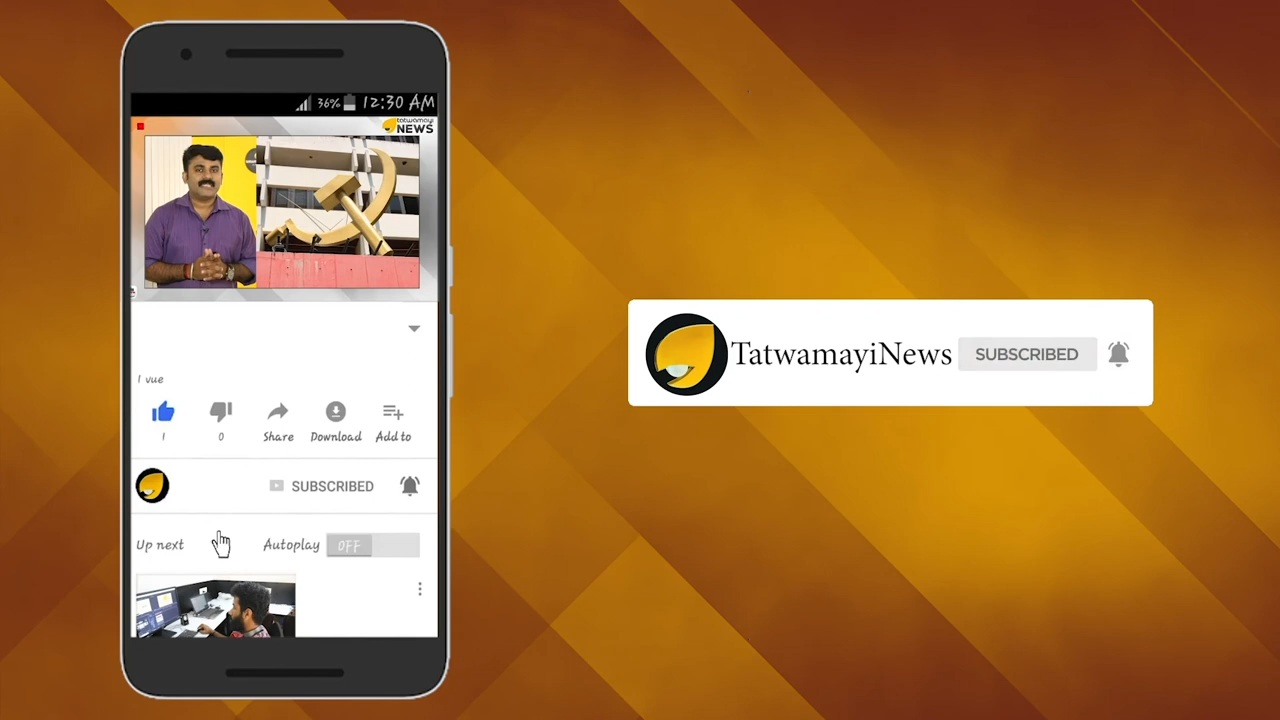 36%
12:30 AM
tatwamayi
NEWS
1 vue
1
0
Share
Download
Add to
SUBSCRIBED
Up next
Autoplay
OFF
TatwamayiNews
SUBSCRIBED